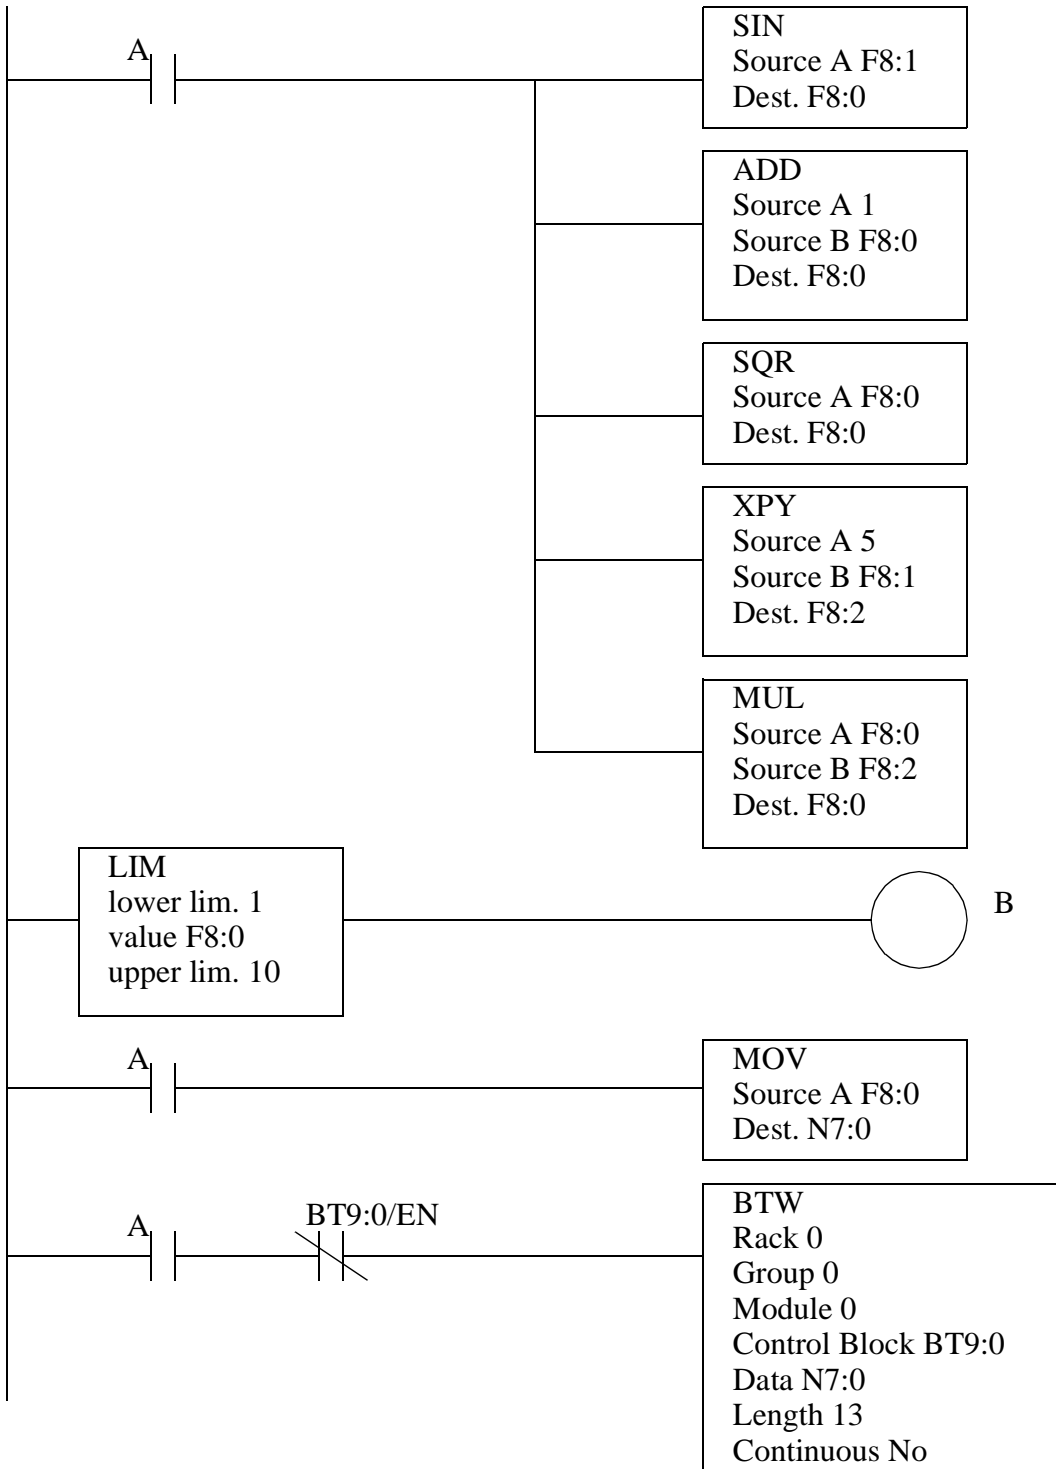 A
SIN
Source A F8:1
Dest. F8:0
ADD
Source A 1
Source B F8:0
Dest. F8:0
SQR
Source A F8:0
Dest. F8:0
XPY
Source A 5
Source B F8:1
Dest. F8:2
MUL
Source A F8:0
Source B F8:2
Dest. F8:0
LIM
lower lim. 1
value F8:0
upper lim. 10
B
A
MOV
Source A F8:0
Dest. N7:0
A
BT9:0/EN
BTW
Rack 0
Group 0
Module 0
Control Block BT9:0
Data N7:0
Length 13
Continuous No